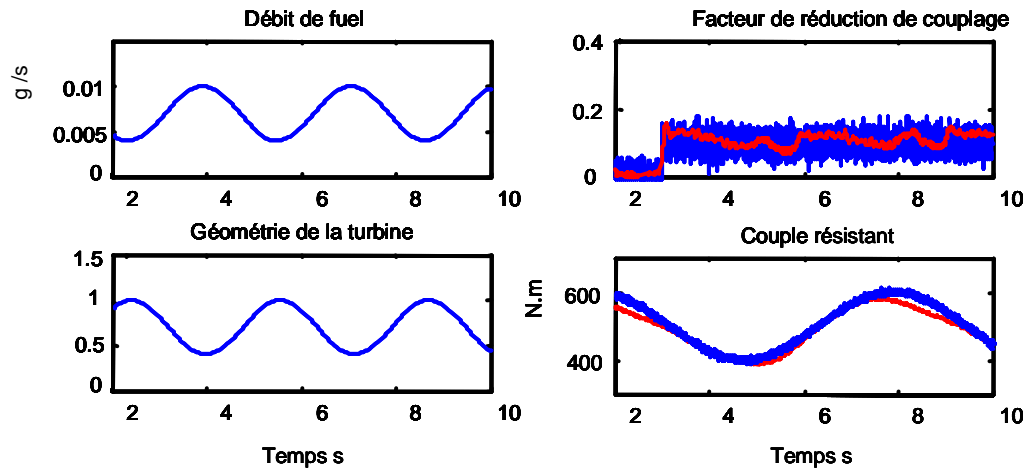 Débit de fuel
g /s
0.01
0.005
0
2 4 6 8 10
Facteur de réduction de couplage
0.4
0.2
0
2 4 6 8 10
Géométrie de la turbine
1.5
1
0.5
0
2 4 6 8 10
Temps s
Couple résistant
N.m
600
400
2 4 6 8 10
Temps s